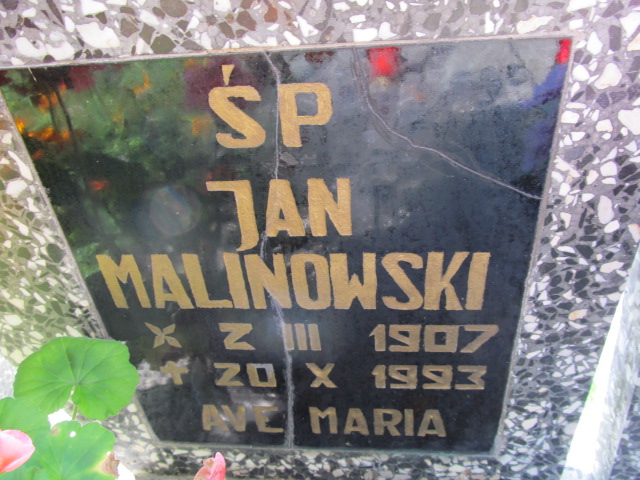 ŚP
JAN
MALINOWSKI
* 2 III 1907
✝ 20 X 1993
AVE MARIA